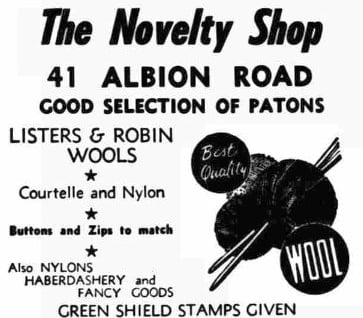 The Novelty Shop
41 ALBION ROAD
GOOD SELECTION OF PATONS
LISTERS & ROBIN
WOOLS
Courtelle and Nylon
Buttons and Zips to match
Also NYLONS
HABERDASHERY and
FANCY GOODS
GREEN SHIELD STAMPS GIVEN
Best
Quality
WOOL